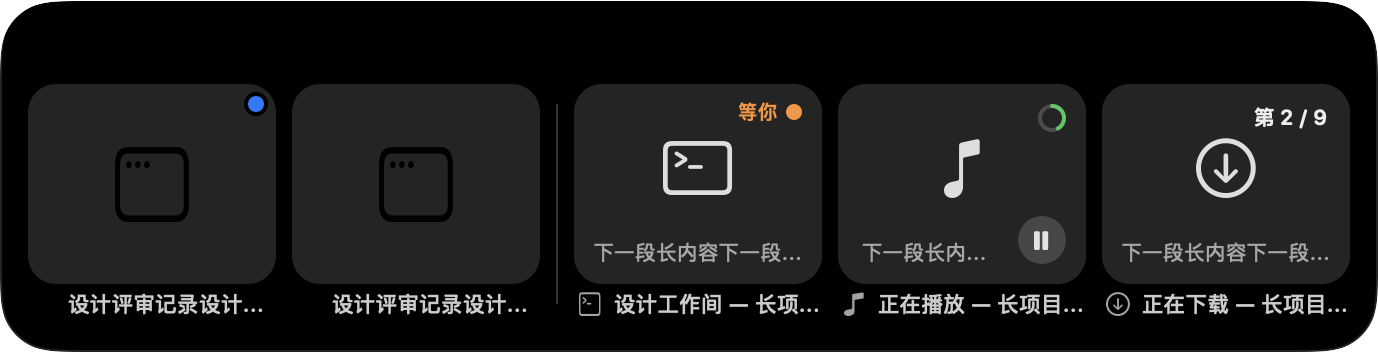 等你
第 2 / 9
下一段长内容下一段...
下一段长内...
下一段长内容下一段...
设计评审记录设计...
设计评审记录设计...
设计工作间 — 长项...
正在播放 — 长项目...
正在下载 — 长项目...